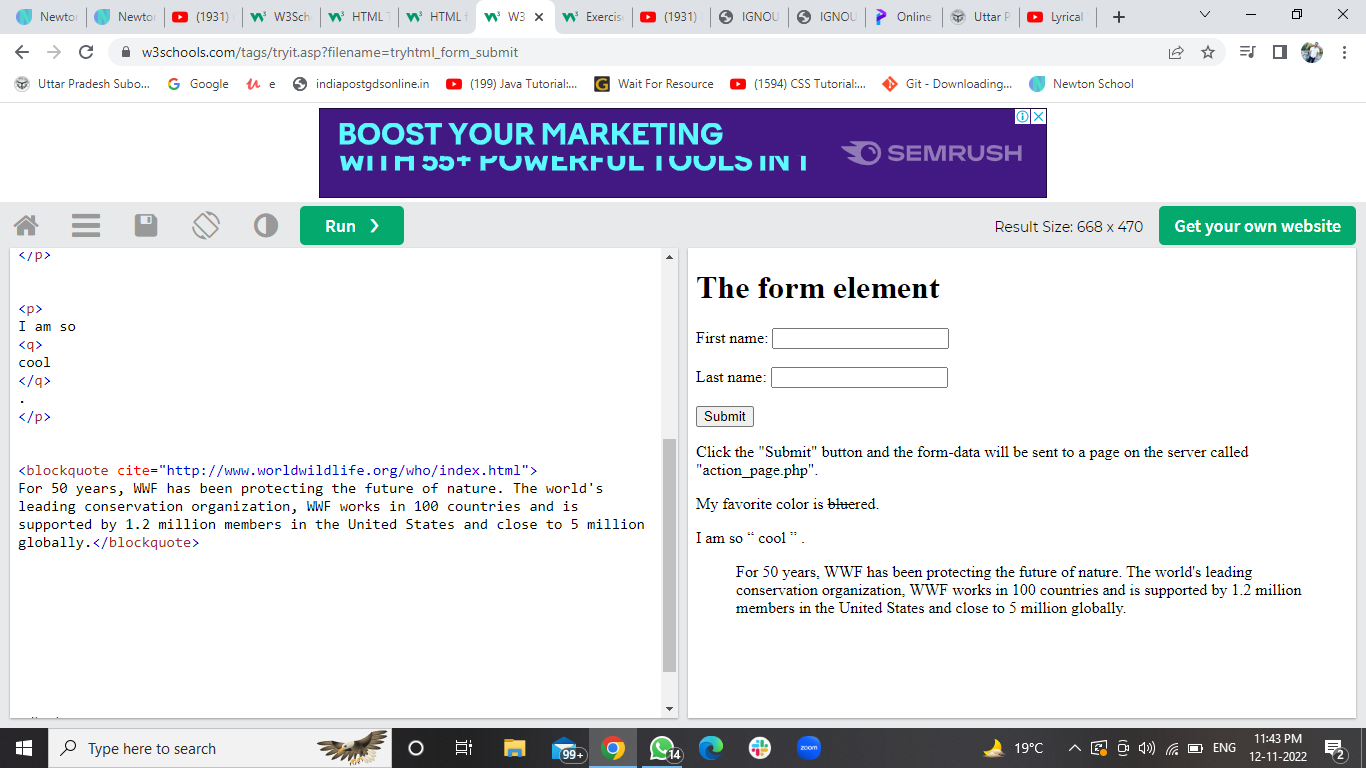 Newto
Newto
(1931)
W3Sch
HTML T
HTML f
W3
Exercis
(1931)
IGNOU
IGNOU
Online
Uttar P
Lyrical
w3schools.com/tags/tryit.asp?filename=tryhtml_form_submit
Uttar Pradesh Subo...
Google
e
indiapostgdsonline.in
(199) Java Tutorial:...
Wait For Resource
(1594) CSS Tutorial:...
Git - Downloading...
Newton School
BOOST YOUR MARKETING
WITH 55+ POWERFUL TOOLS IN 1
SEMRUSH
Run ❯
Result Size: 668 x 470
Get your own website
</p>
<p>
I am so
<q>
cool
</q>
.
</p>
<blockquote cite="http://www.worldwildlife.org/who/index.html">
For 50 years, WWF has been protecting the future of nature. The world's
leading conservation organization, WWF works in 100 countries and is
supported by 1.2 million members in the United States and close to 5 million
globally.</blockquote>
The form element
First name:
Last name:
Submit
Click the "Submit" button and the form-data will be sent to a page on the server called
"action_page.php".
My favorite color is bluered.
I am so “ cool ” .
For 50 years, WWF has been protecting the future of nature. The world's leading
conservation organization, WWF works in 100 countries and is supported by 1.2 million
members in the United States and close to 5 million globally.
Type here to search
99+
14
zoom
19°C
ENG
11:43 PM
12-11-2022
2